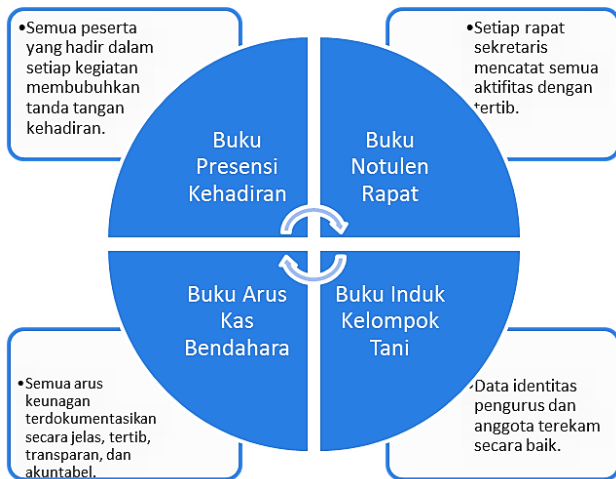 •Semua peserta
yang hadir dalam
setiap kegiatan
membubuhkan
tanda tangan
kehadiran.
•Setiap rapat
sekretaris
mencatat semua
aktifitas dengan
tertib.
Buku
Presensi
Kehadiran
Buku
Notulen
Rapat
Buku Arus
Kas
Bendahara
Buku Induk
Kelompok
Tani
•Semua arus
keunagan
terdokumentasikan
secara jelas, tertib,
transparan, dan
akuntabel.
•Data identitas
pengurus dan
anggota terekam
secara baik.